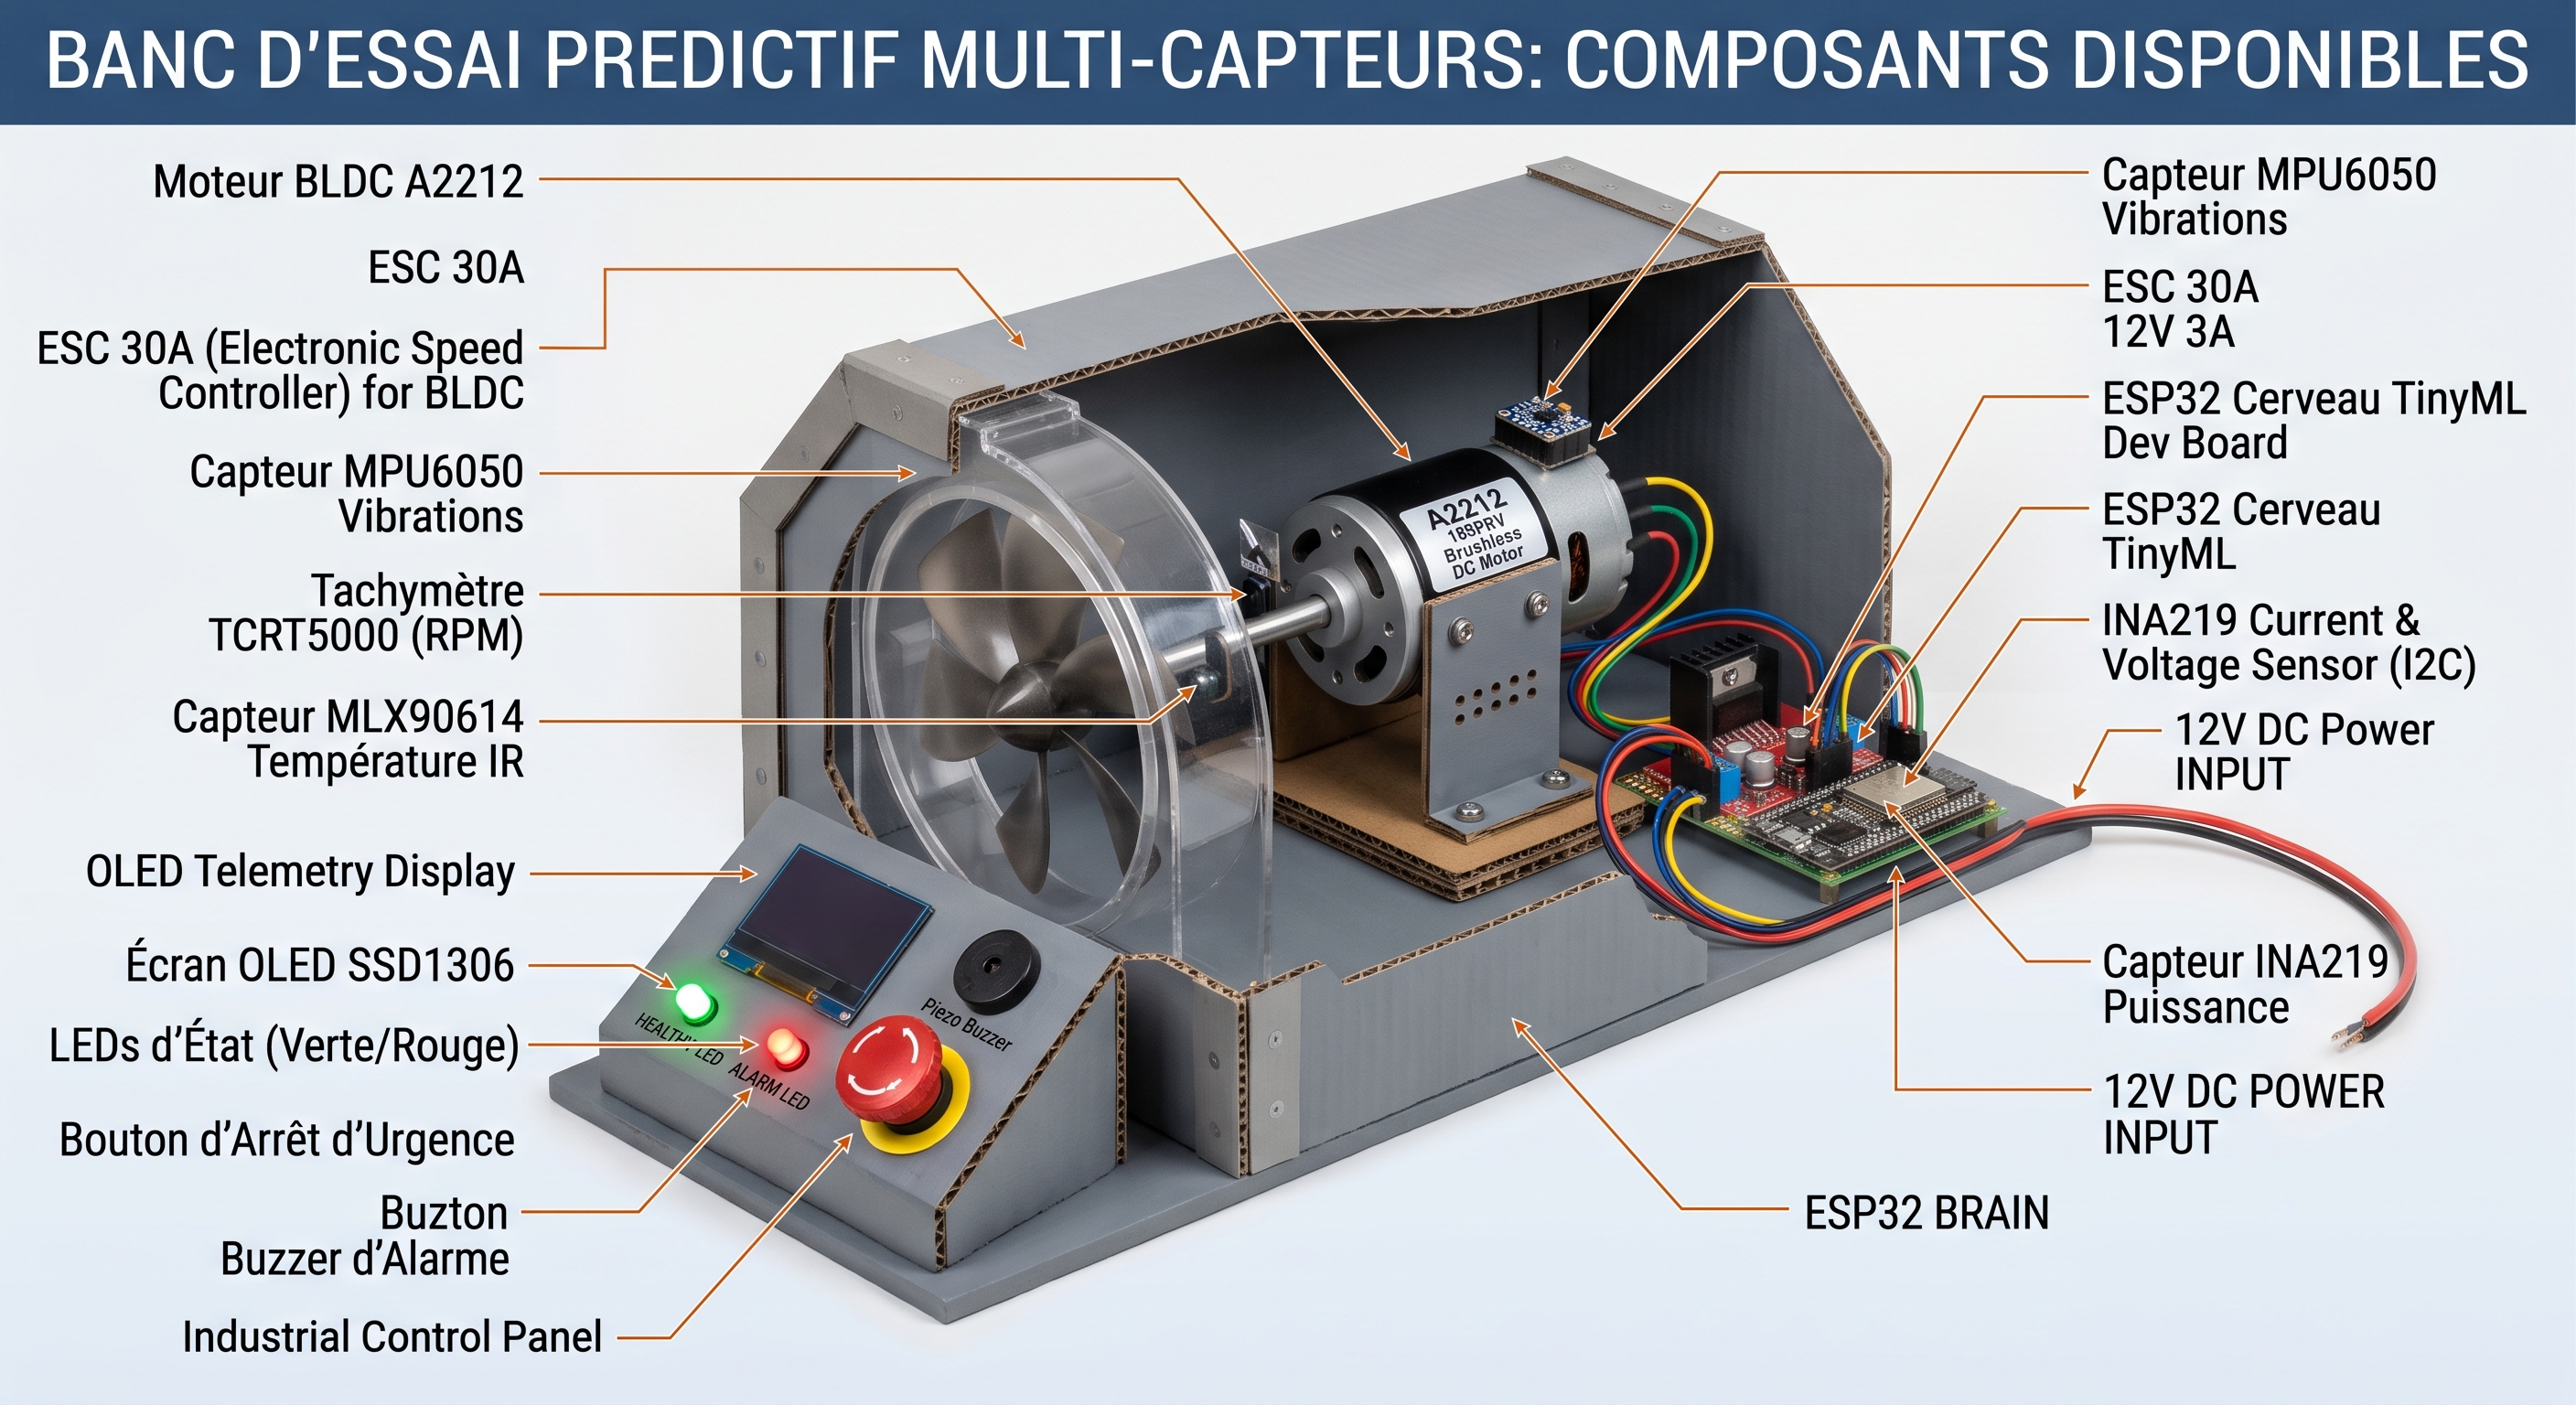 BANC D'ESSAI PREDICTIF MULTI-CAPTEURS: COMPOSANTS DISPONIBLES
Moteur BLDC A2212
ESC 30A
ESC 30A (Electronic Speed
Controller) for BLDC
Capteur MPU6050
Vibrations
Tachymètre
TCRT5000 (RPM)
Capteur MLX90614
Température IR
OLED Telemetry Display
Écran OLED SSD1306
LEDs d'État (Verte/Rouge)
Bouton d'Arrêt d'Urgence
Buzton
Buzzer d'Alarme
Industrial Control Panel
A2212
Brushless
DC Motor
HEALTHY LED
ALARM LED
Piezo Buzzer
Capteur MPU6050
Vibrations
ESC 30A
12V 3A
ESP32 Cerveau TinyML
Dev Board
ESP32 Cerveau
TinyML
INA219 Current &
Voltage Sensor (I2C)
12V DC Power
INPUT
Capteur INA219
Puissance
12V DC POWER
INPUT
ESP32 BRAIN